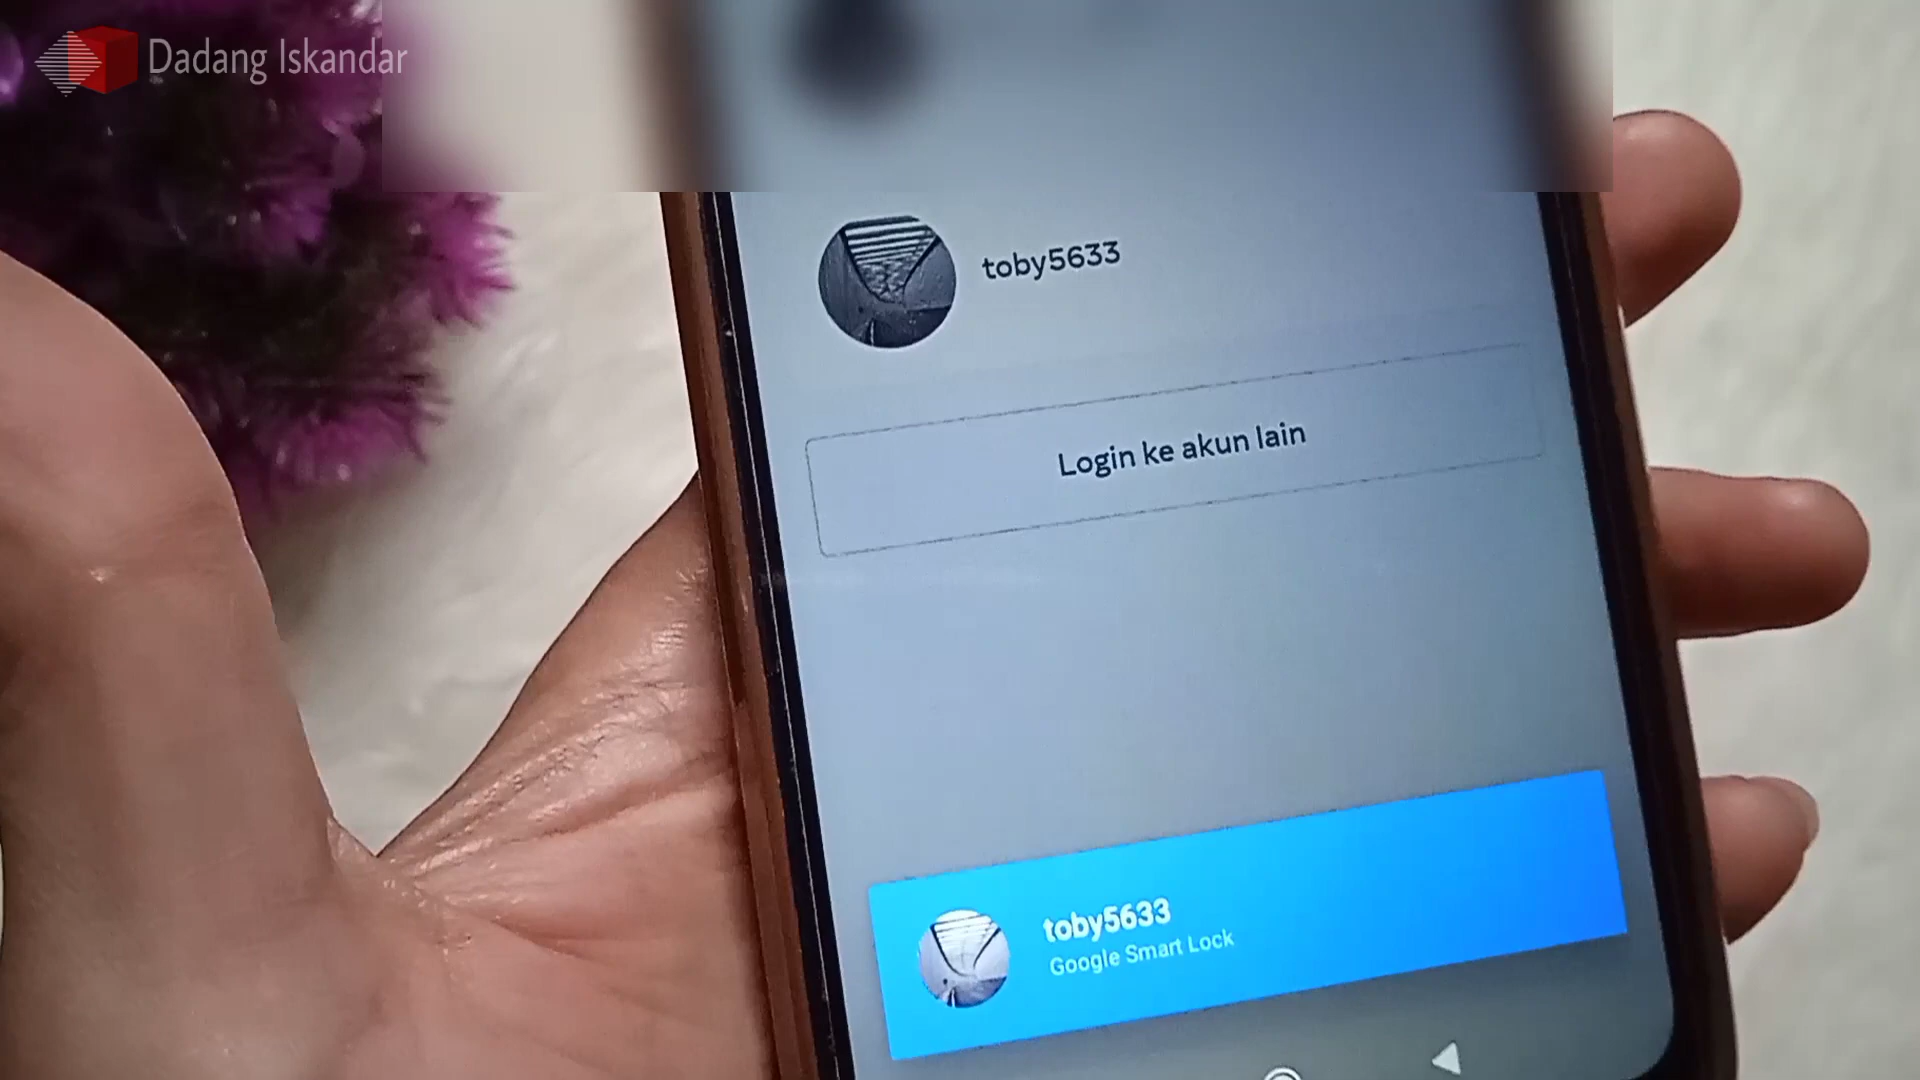 Dadang Iskandar
toby5633
Login ke akun lain
toby5633
Google Smart Lock